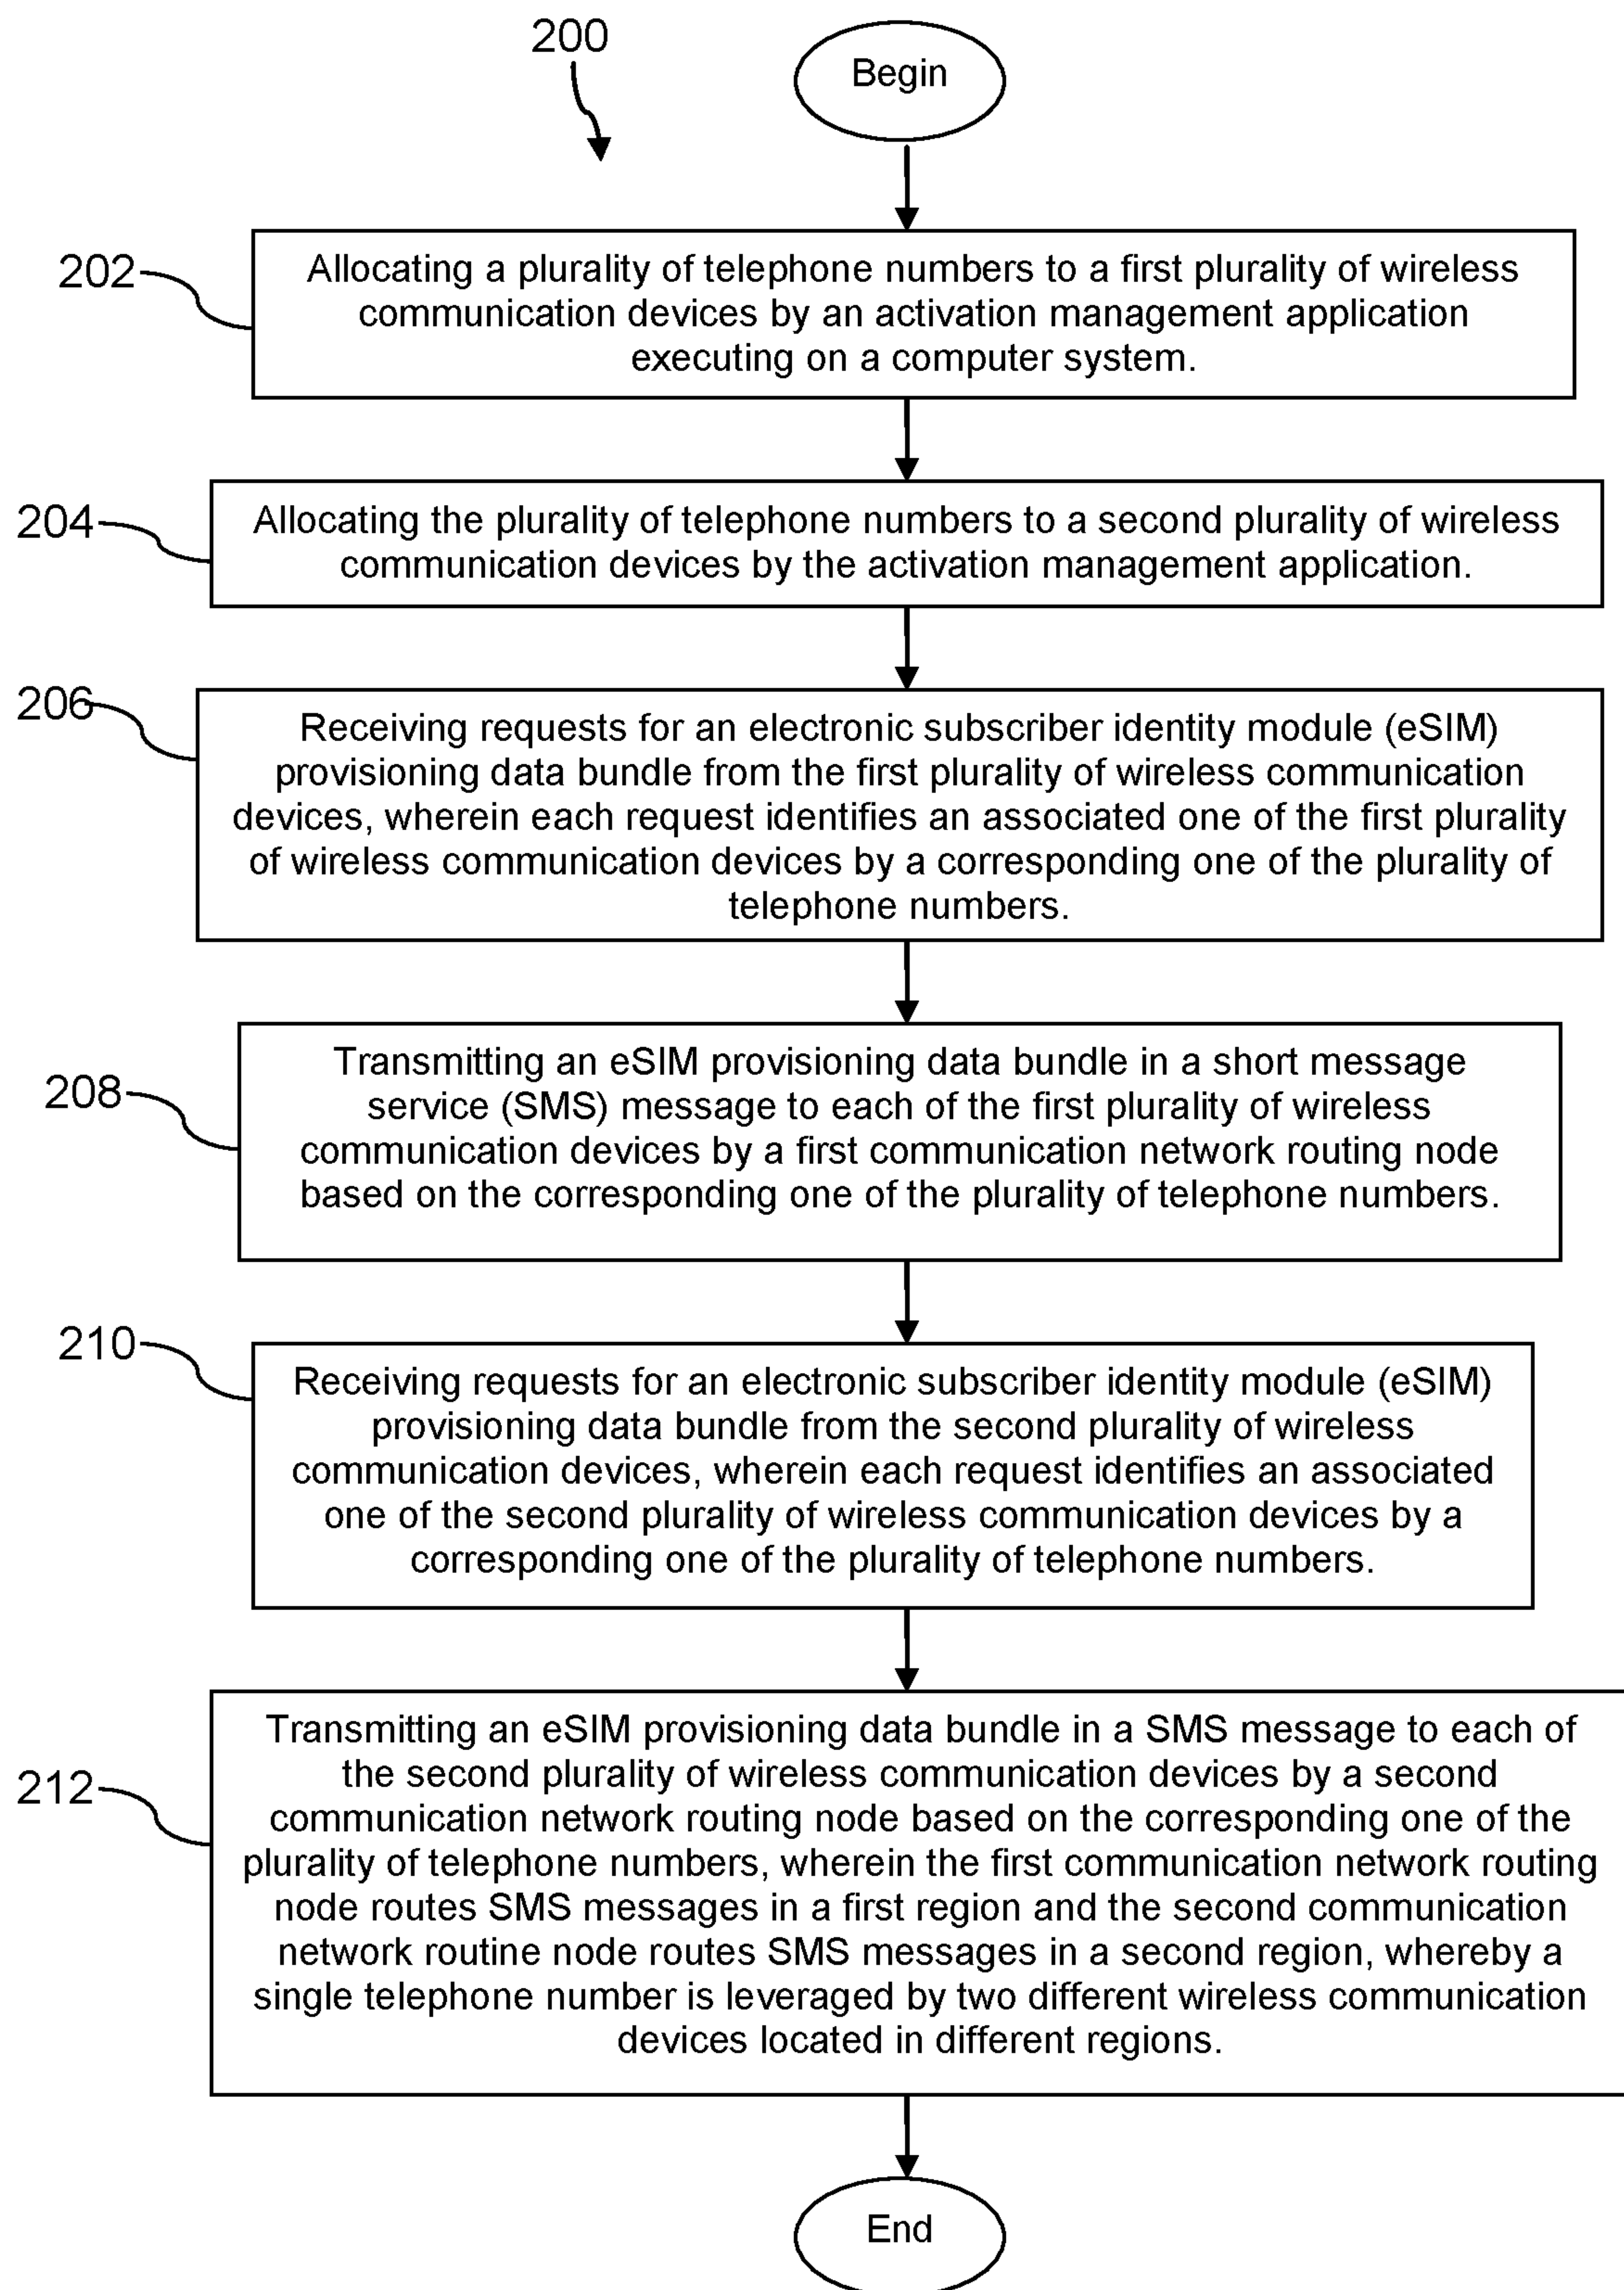 200
Begin
202
Allocating a plurality of telephone numbers to a first plurality of wireless
communication devices by an activation management application
executing on a computer system.
204
Allocating the plurality of telephone numbers to a second plurality of wireless
communication devices by the activation management application.
206
Receiving requests for an electronic subscriber identity module (eSIM)
provisioning data bundle from the first plurality of wireless communication
devices, wherein each request identifies an associated one of the first plurality
of wireless communication devices by a corresponding one of the plurality of
telephone numbers.
208
Transmitting an eSIM provisioning data bundle in a short message
service (SMS) message to each of the first plurality of wireless
communication devices by a first communication network routing node
based on the corresponding one of the plurality of telephone numbers.
210
Receiving requests for an electronic subscriber identity module (eSIM)
provisioning data bundle from the second plurality of wireless
communication devices, wherein each request identifies an associated
one of the second plurality of wireless communication devices by a
corresponding one of the plurality of telephone numbers.
212
Transmitting an eSIM provisioning data bundle in a SMS message to each of
the second plurality of wireless communication devices by a second
communication network routing node based on the corresponding one of the
plurality of telephone numbers, wherein the first communication network routing
node routes SMS messages in a first region and the second communication
network routine node routes SMS messages in a second region, whereby a
single telephone number is leveraged by two different wireless communication
devices located in different regions.
End